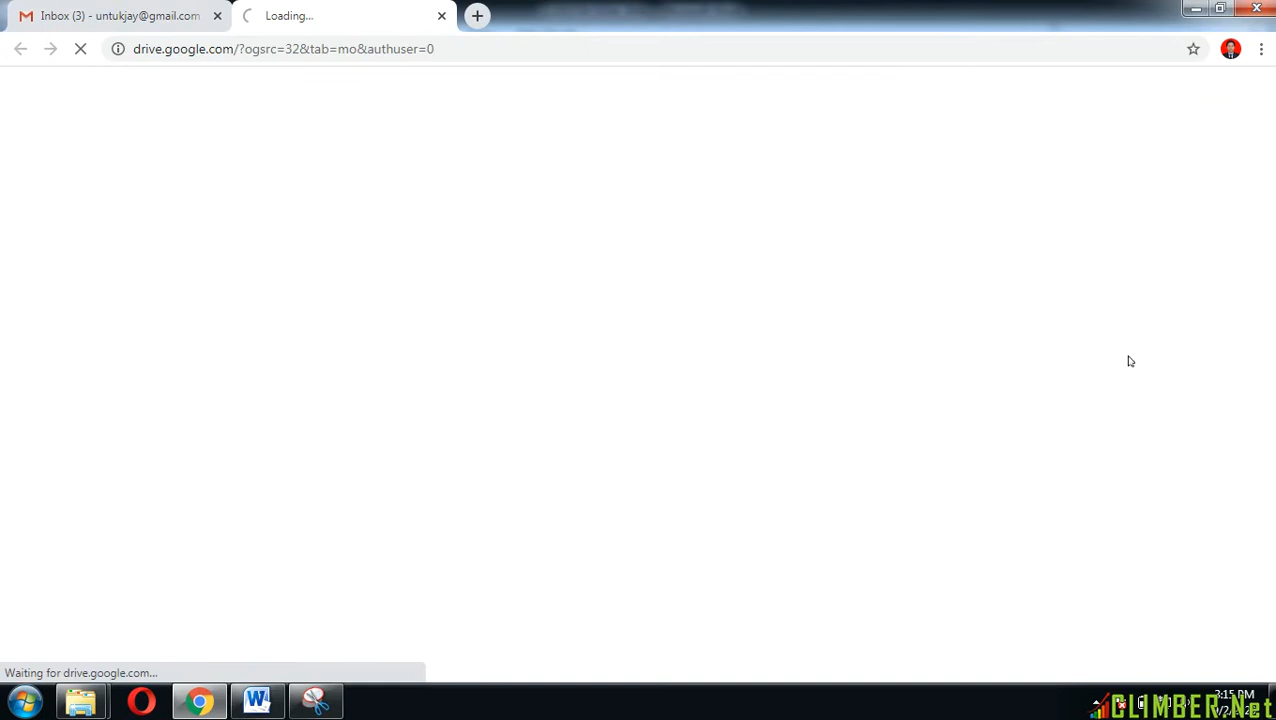 Inbox (3) - untukjay@gmail.com
Loading...
drive.google.com/?ogsrc=32&tab=mo&authuser=0
Waiting for drive.google.com...
3:15 PM
CLIMBER.Net